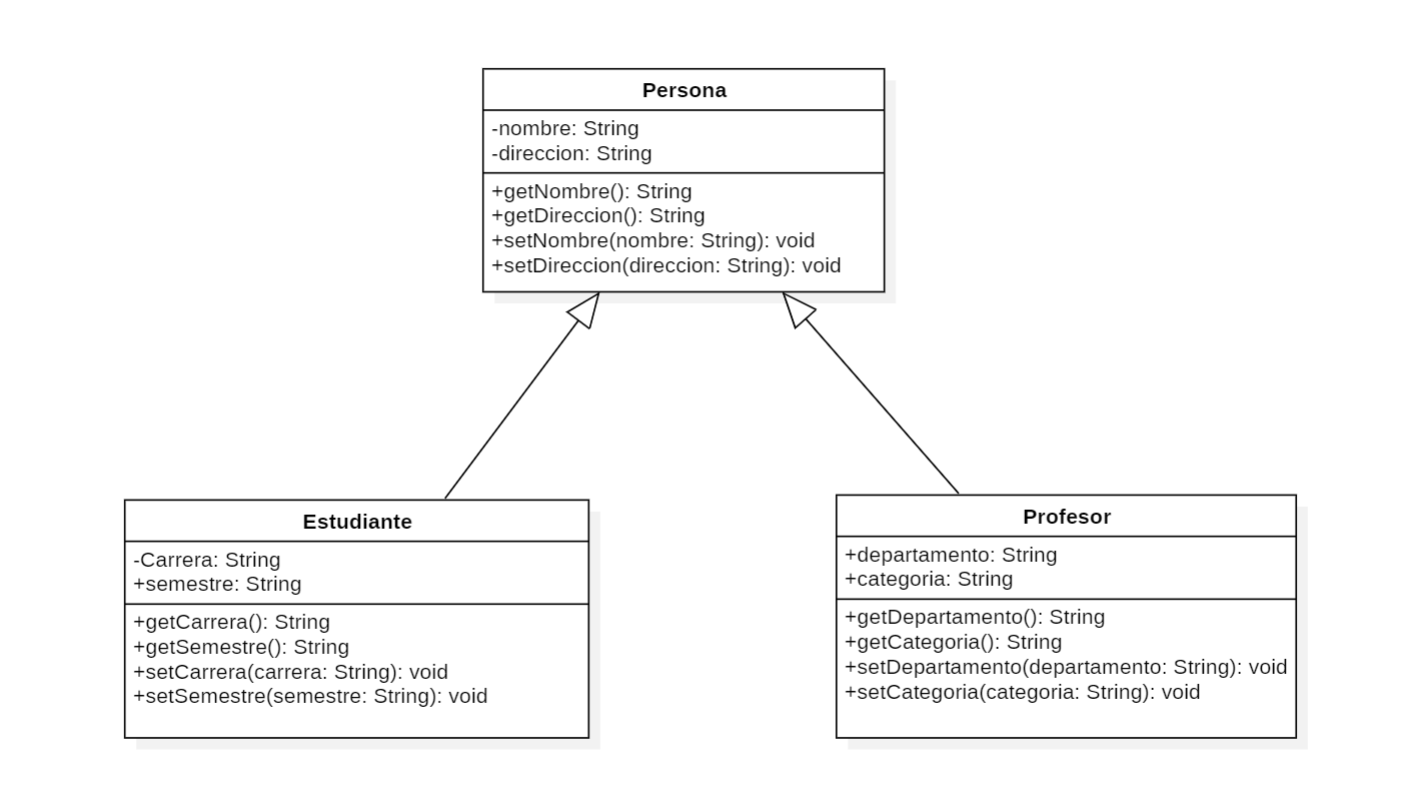 Persona
-nombre: String
-direccion: String
+getNombre(): String
+getDireccion(): String
+setNombre(nombre: String): void
+setDireccion(direccion: String): void
Estudiante
-Carrera: String
+semestre: String
+getCarrera(): String
+getSemestre(): String
+setCarrera(carrera: String): void
+setSemestre(semestre: String): void
Profesor
+departamento: String
+categoria: String
+getDepartamento(): String
+getCategoria(): String
+setDepartamento(departamento: String): void
+setCategoria(categoria: String): void